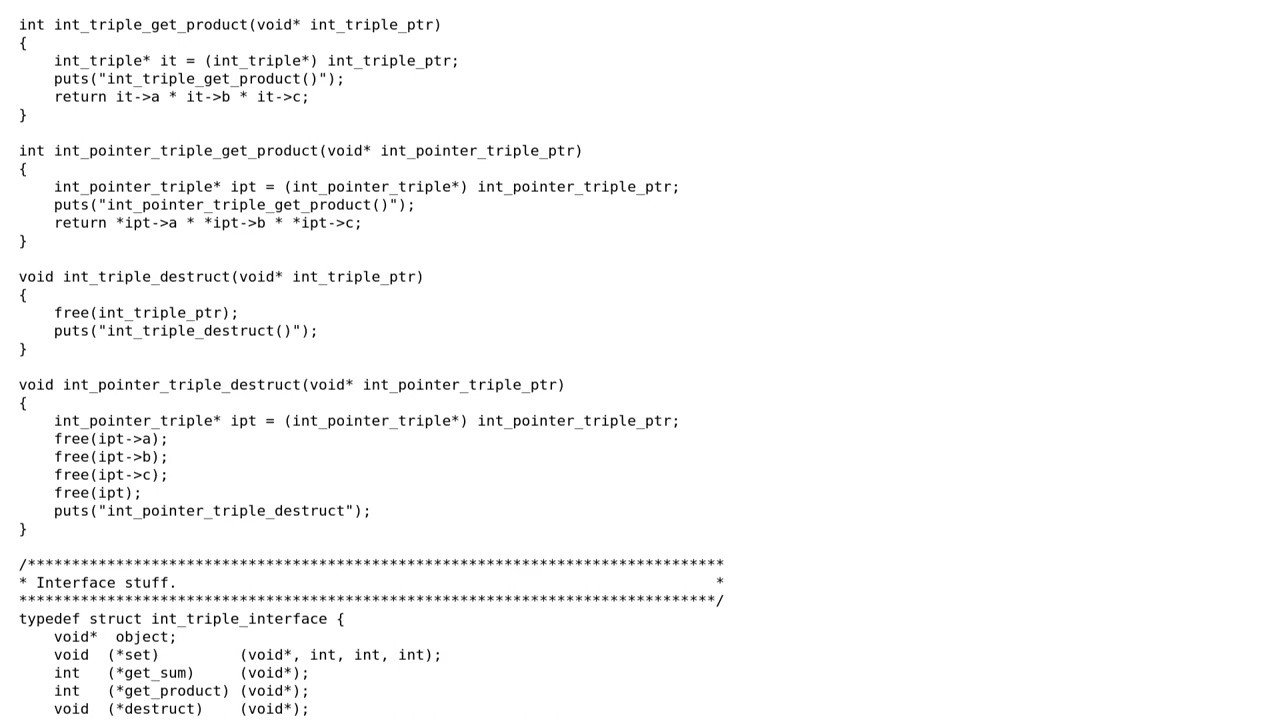 int int_triple_get_product(void* int_triple_ptr)
{
    int_triple* it = (int_triple*) int_triple_ptr;
    puts("int_triple_get_product()");
    return it->a * it->b * it->c;
}

int int_pointer_triple_get_product(void* int_pointer_triple_ptr)
{
    int_pointer_triple* ipt = (int_pointer_triple*) int_pointer_triple_ptr;
    puts("int_pointer_triple_get_product()");
    return *ipt->a * *ipt->b * *ipt->c;
}

void int_triple_destruct(void* int_triple_ptr)
{
    free(int_triple_ptr);
    puts("int_triple_destruct()");
}

void int_pointer_triple_destruct(void* int_pointer_triple_ptr)
{
    int_pointer_triple* ipt = (int_pointer_triple*) int_pointer_triple_ptr;
    free(ipt->a);
    free(ipt->b);
    free(ipt->c);
    free(ipt);
    puts("int_pointer_triple_destruct");
}

/*******************************************************************************
* Interface stuff.                                                             *
*******************************************************************************/
typedef struct int_triple_interface {
    void*  object;
    void  (*set)         (void*, int, int, int);
    int   (*get_sum)     (void*);
    int   (*get_product) (void*);
    void  (*destruct)    (void*);